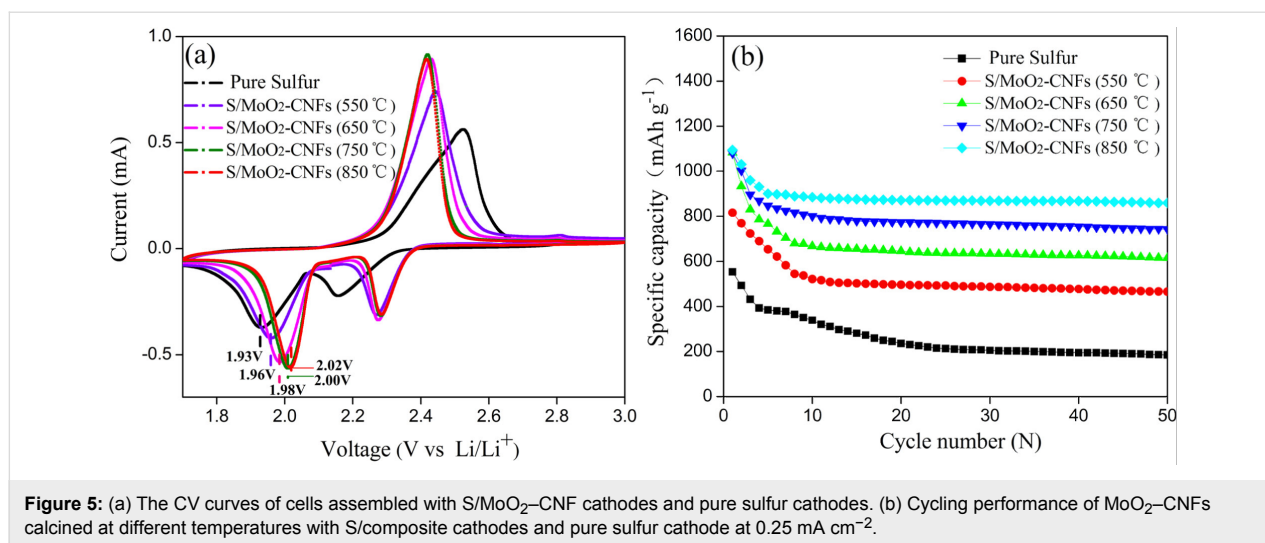 (a)
Pure Sulfur
S/MoO₂-CNFs (550 ℃)
S/MoO₂-CNFs (650 ℃)
S/MoO₂-CNFs (750 ℃)
S/MoO₂-CNFs (850 ℃)
1.0
0.5
0.0
-0.5
Current (mA)
1.93V
1.96V
1.98V
2.02V
2.00V
1.8
2.0
2.2
2.4
2.6
2.8
3.0
Voltage (V vs Li/Li⁺)
(b)
Pure Sulfur
S/MoO₂-CNFs (550 ℃)
S/MoO₂-CNFs (650 ℃)
S/MoO₂-CNFs (750 ℃)
S/MoO₂-CNFs (850 ℃)
1600
1400
1200
1000
800
600
400
200
0
Specific capacity (mAh g⁻¹)
0
10
20
30
40
50
Cycle number (N)
Figure 5: (a) The CV curves of cells assembled with S/MoO₂–CNF cathodes and pure sulfur cathodes. (b) Cycling performance of MoO₂–CNFs
calcined at different temperatures with S/composite cathodes and pure sulfur cathode at 0.25 mA cm⁻².